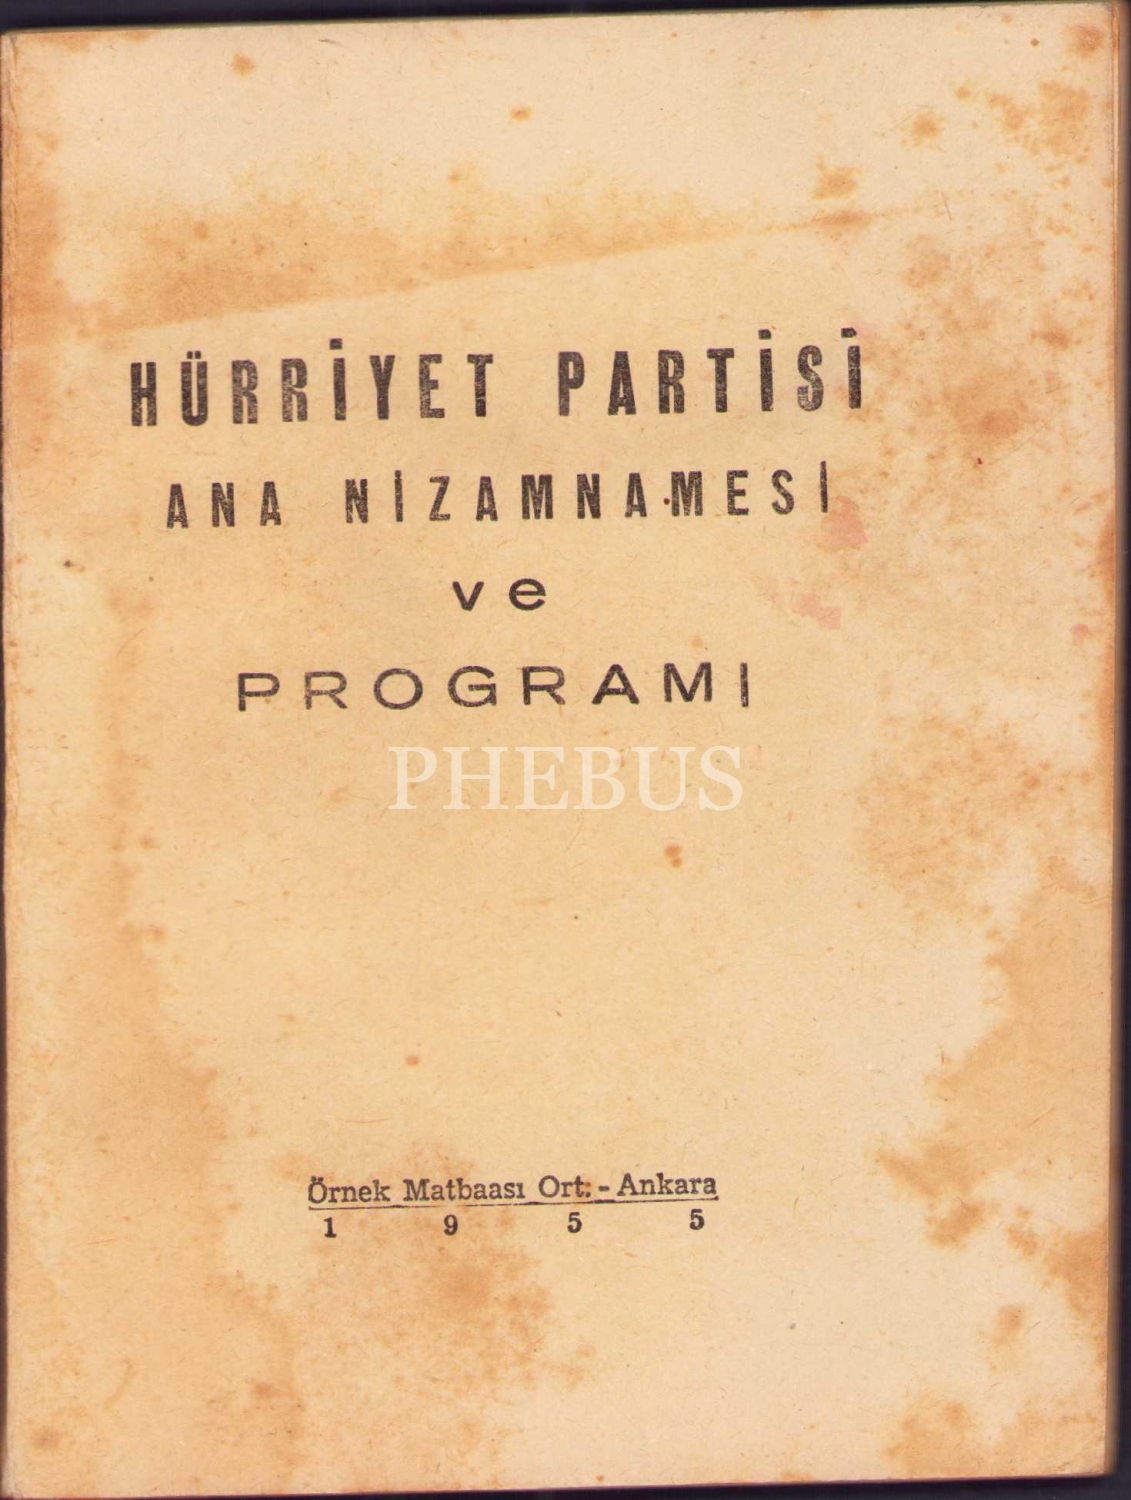 HÜRRİYET PARTİSİ
ANA NİZAMNAMESİ
ve
PROGRAMI
PHEBUS
Örnek Matbaası Ort. - Ankara
1 9 5 5